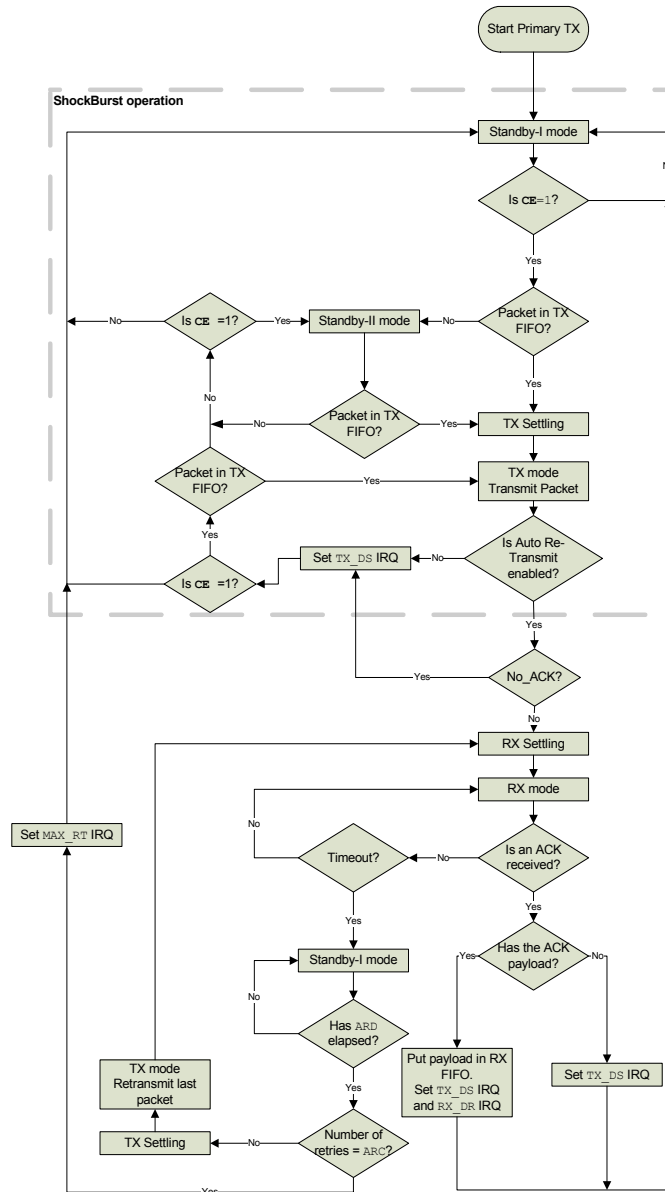 Start Primary TX
ShockBurst operation
Standby-I mode
Is CE=1?
Yes
Is CE =1?
No
Yes
Standby-II mode
No
Packet in TX
FIFO?
Yes
No
Packet in TX
FIFO?
No
Yes
TX Settling
Packet in TX
FIFO?
Yes
TX mode
Transmit Packet
Yes
Is Auto Re-
Transmit
enabled?
No
Set TX_DS IRQ
Is CE =1?
Yes
No_ACK?
Yes
No
RX Settling
RX mode
No
Set MAX_RT IRQ
Timeout?
No
Is an ACK
received?
Yes
Yes
Standby-I mode
Has the ACK
payload?
Yes
No
No
Has ARD
elapsed?
Put payload in RX
FIFO.
Set TX_DS IRQ
and RX_DR IRQ
Set TX_DS IRQ
TX mode
Retransmit last
packet
Yes
TX Settling
No
Number of
retries = ARC?
Yes